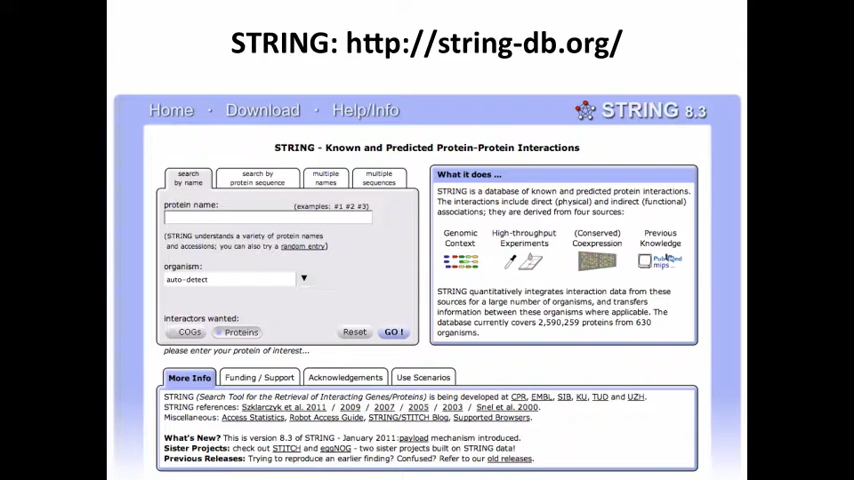 STRING: http://string-db.org/
Home · Download · Help/Info
STRING 8.3
STRING - Known and Predicted Protein-Protein Interactions
search by name
search by protein sequence
multiple names
multiple sequences
protein name:
(examples: #1 #2 #3)
(STRING understands a variety of protein names
and accessions; you can also try a random entry)
organism:
auto-detect
interactors wanted:
COGs
Proteins
Reset
GO !
please enter your protein of interest...
What it does ...
STRING is a database of known and predicted protein interactions.
The interactions include direct (physical) and indirect (functional)
associations; they are derived from four sources:
Genomic Context
High-throughput Experiments
(Conserved) Coexpression
Previous Knowledge
mips
STRING quantitatively integrates interaction data from these
sources for a large number of organisms, and transfers
information between these organisms where applicable. The
database currently covers 2,590,259 proteins from 630
organisms.
More Info
Funding / Support
Acknowledgements
Use Scenarios
STRING (Search Tool for the Retrieval of Interacting Genes/Proteins) is being developed at CPR, EMBL, SIB, KU, TUD and UZH.
STRING references: Szklarczyk et al. 2011 / 2009 / 2007 / 2005 / 2003 / Snel et al. 2000.
Miscellaneous: Access Statistics, Robot Access Guide, STRING/STITCH Blog, Supported Browsers.
What's New? This is version 8.3 of STRING - January 2011:payload mechanism introduced.
Sister Projects: check out STITCH and eggNOG - two sister projects built on STRING data!
Previous Releases: Trying to reproduce an earlier finding? Confused? Refer to our old releases.